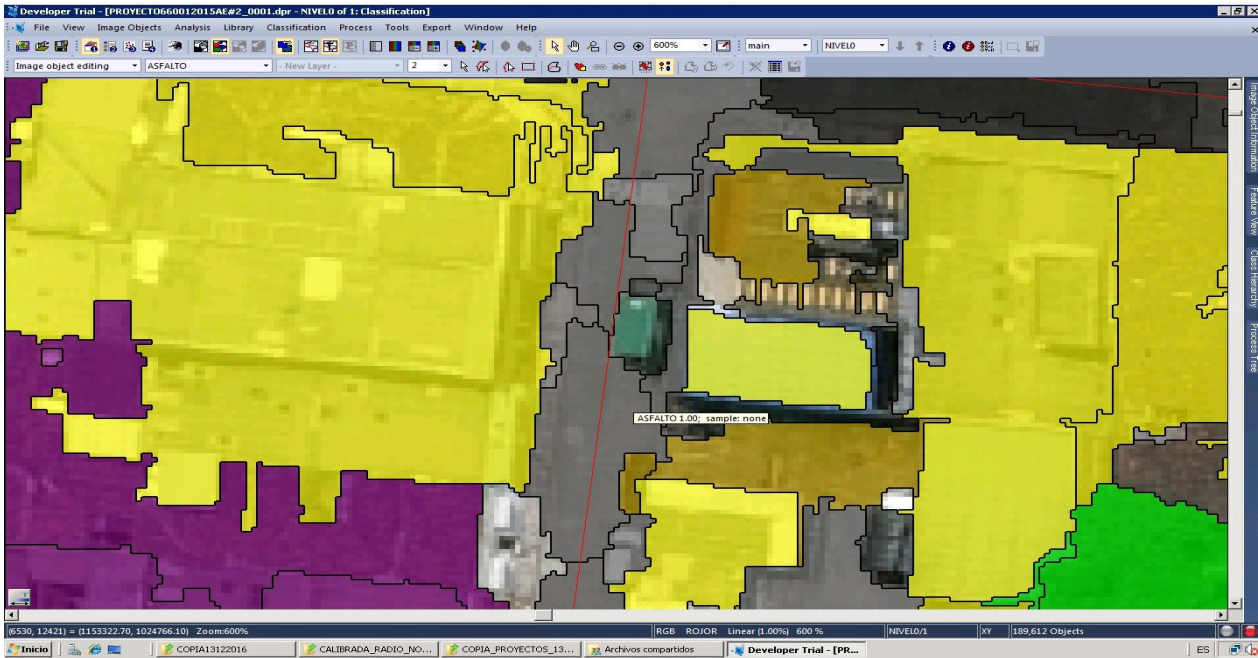 Developer Trial - [PROYECTO660012015AE#2_0001.dpr - NIVEL0 of 1: Classification]
File View Image Objects Analysis Library Classification Process Tools Export Window Help
600% main NIVEL0
Image object editing ASFALTO - New Layer - 2
Image Object Information
Feature View
Class Hierarchy
Process Tree
ASFALTO 1.00; sample: none
(6530, 12421) = (1153322.70, 1024766.10) Zoom:600% RGB ROJOR Linear (1.00%) 600 % NIVEL0/1 XY 189,612 Objects
Inicio COPIA13122016 CALIBRADA_RADIO_NO... COPIA_PROYECTOS_13... Archivos compartidos Developer Trial - [PR... ES